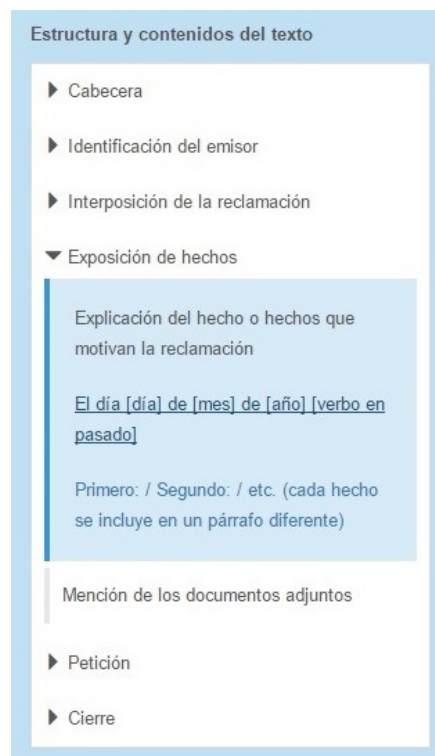 Estructura y contenidos del texto
Cabecera
Identificación del emisor
Interposición de la reclamación
Exposición de hechos
Explicación del hecho o hechos que
motivan la reclamación
El día [día] de [mes] de [año] [verbo en
pasado]
Primero: / Segundo: / etc. (cada hecho
se incluye en un párrafo diferente)
Mención de los documentos adjuntos
Petición
Cierre